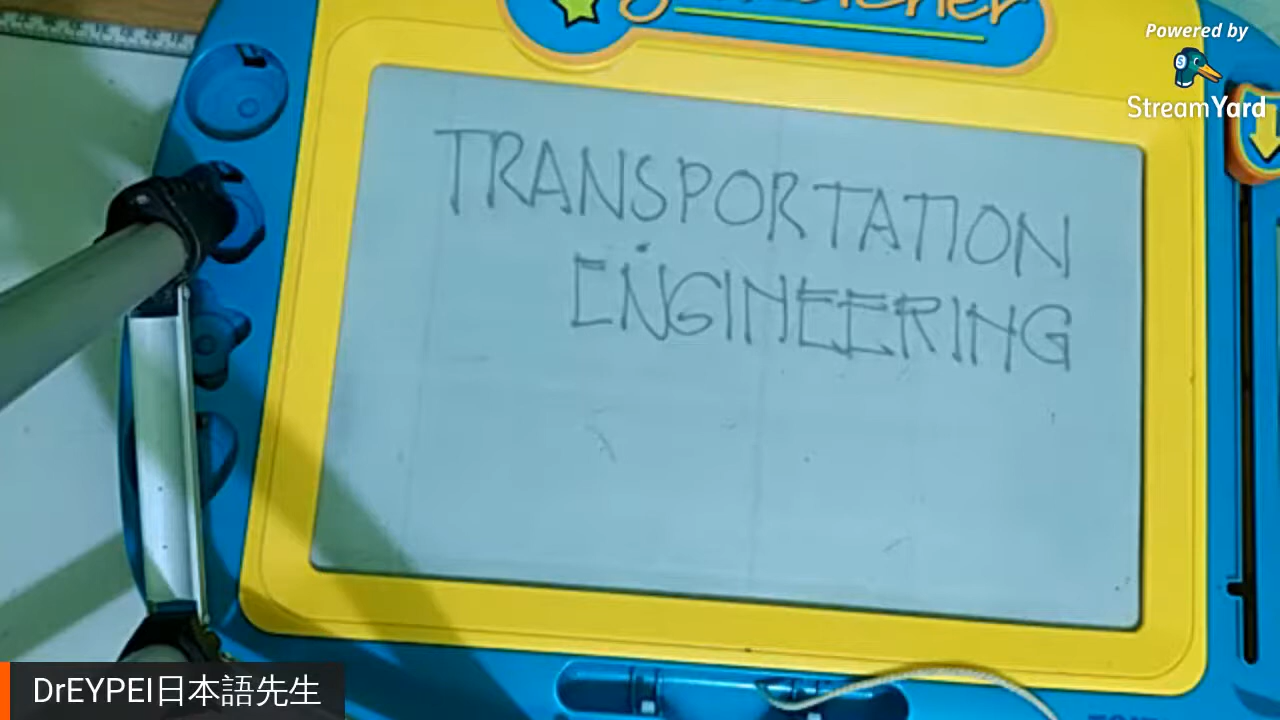 Powered by
StreamYard
TRANSPORTATION
ENGINEERING
DrEYPEI日本語先生